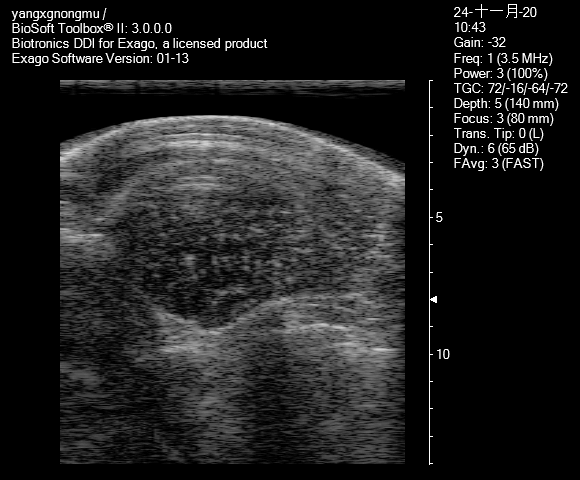 yangxgnongmu /
BioSoft Toolbox® II: 3.0.0.0
Biotronics DDI for Exago, a licensed product
Exago Software Version: 01-13
24-十一月-20
10:43
Gain: -32
Freq: 1 (3.5 MHz)
Power: 3 (100%)
TGC: 72/-16/-64/-72
Depth: 5 (140 mm)
Focus: 3 (80 mm)
Trans. Tip: 0 (L)
Dyn.: 6 (65 dB)
FAvg: 3 (FAST)
5
10